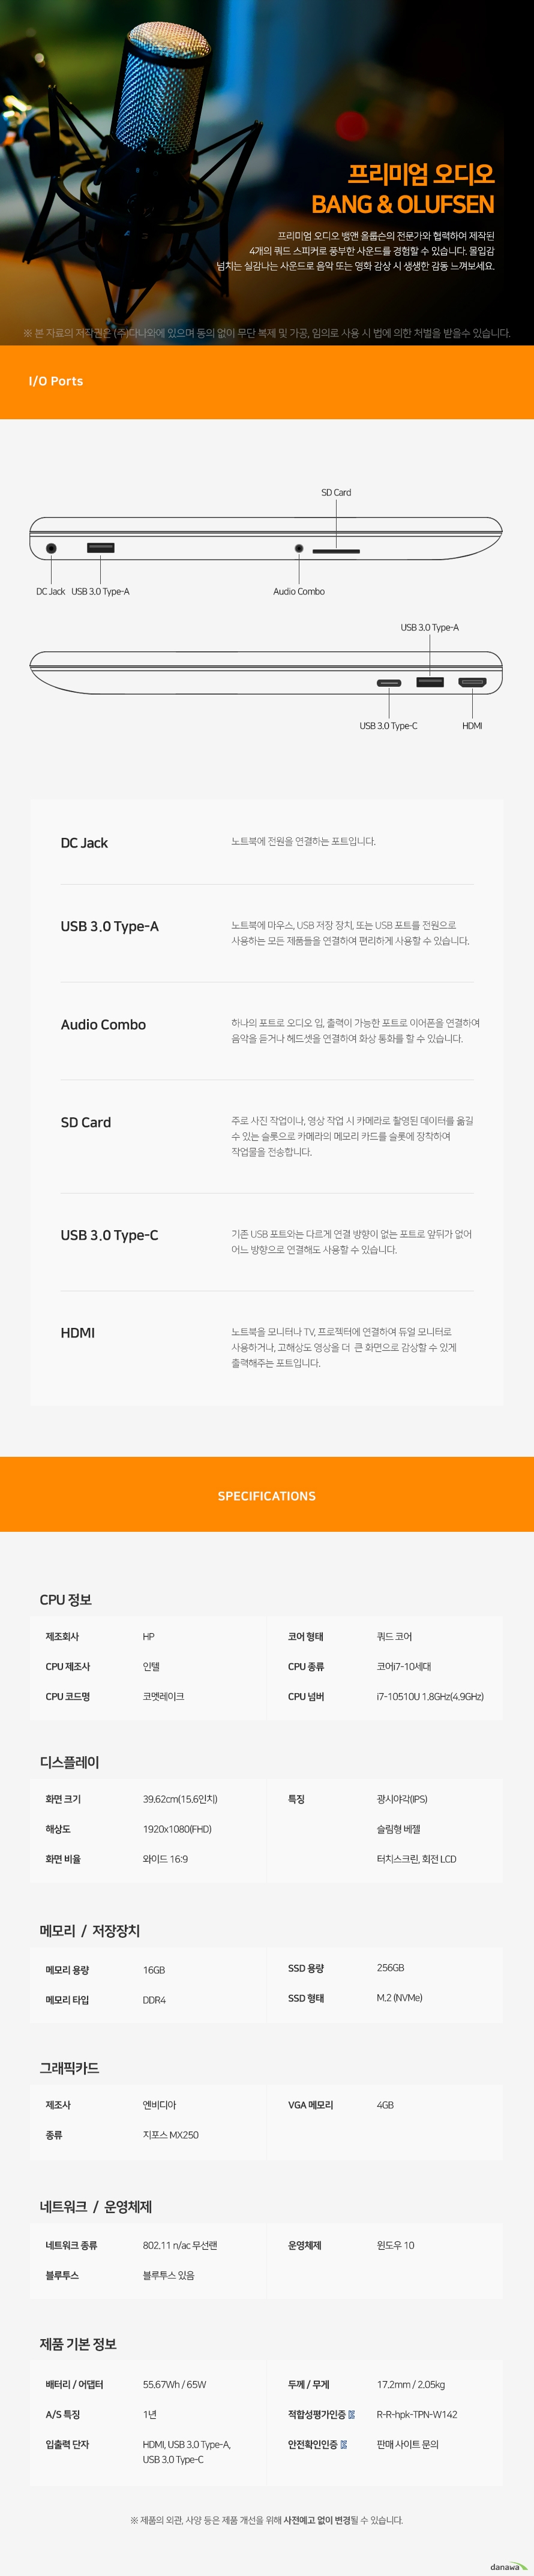 프리미엄 오디오
BANG & OLUFSEN
프리미엄 오디오 뱅앤 올룹슨의 전문가와 협력하여 제작된
4개의 쿼드 스피커로 풍부한 사운드를 경험할 수 있습니다. 몰입감
넘치는 실감나는 사운드로 음악 또는 영화 감상 시 생생한 감동 느껴보세요.
※ 본 자료의 저작권은 (주)다나와에 있으며 동의 없이 무단 복제 및 가공, 임의로 사용 시 법에 의한 처벌을 받을수 있습니다.
I/O Ports
SD Card
DC Jack
USB 3.0 Type-A
Audio Combo
USB 3.0 Type-A
USB 3.0 Type-C
HDMI
DC Jack
노트북에 전원을 연결하는 포트입니다.
USB 3.0 Type-A
노트북에 마우스, USB 저장 장치, 또는 USB 포트를 전원으로
사용하는 모든 제품들을 연결하여 편리하게 사용할 수 있습니다.
Audio Combo
하나의 포트로 오디오 입, 출력이 가능한 포트로 이어폰을 연결하여
음악을 듣거나 헤드셋을 연결하여 화상 통화를 할 수 있습니다.
SD Card
주로 사진 작업이나, 영상 작업 시 카메라로 촬영된 데이터를 옮길
수 있는 슬롯으로 카메라의 메모리 카드를 슬롯에 장착하여
작업물을 전송합니다.
USB 3.0 Type-C
기존 USB 포트와는 다르게 연결 방향이 없는 포트로 앞뒤가 없어
어느 방향으로 연결해도 사용할 수 있습니다.
HDMI
노트북을 모니터나 TV, 프로젝터에 연결하여 듀얼 모니터로
사용하거나, 고해상도 영상을 더 큰 화면으로 감상할 수 있게
출력해주는 포트입니다.
SPECIFICATIONS
CPU 정보
제조회사 HP
코어 형태 쿼드 코어
CPU 제조사 인텔
CPU 종류 코어i7-10세대
CPU 코드명 코멧레이크
CPU 넘버 i7-10510U 1.8GHz(4.9GHz)
디스플레이
화면 크기 39.62cm(15.6인치)
특징 광시야각(IPS)
해상도 1920x1080(FHD)
슬림형 베젤
화면 비율 와이드 16:9
터치스크린, 회전 LCD
메모리 / 저장장치
메모리 용량 16GB
SSD 용량 256GB
메모리 타입 DDR4
SSD 형태 M.2 (NVMe)
그래픽카드
제조사 엔비디아
VGA 메모리 4GB
종류 지포스 MX250
네트워크 / 운영체제
네트워크 종류 802.11 n/ac 무선랜
운영체제 윈도우 10
블루투스 블루투스 있음
제품 기본 정보
배터리 / 어댑터 55.67Wh / 65W
두께 / 무게 17.2mm / 2.05kg
A/S 특징 1년
적합성평가인증 R-R-hpk-TPN-W142
입출력 단자 HDMI, USB 3.0 Type-A,
USB 3.0 Type-C
안전확인인증 판매 사이트 문의
※ 제품의 외관, 사양 등은 제품 개선을 위해 사전예고 없이 변경될 수 있습니다.
danawa